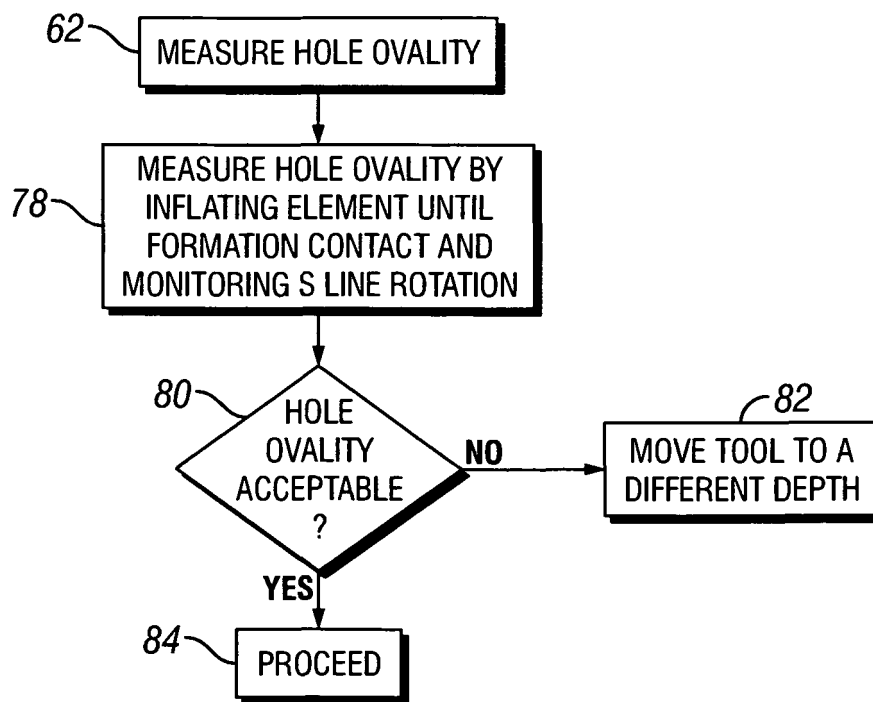 62
MEASURE HOLE OVALITY
78
MEASURE HOLE OVALITY BY
INFLATING ELEMENT UNTIL
FORMATION CONTACT AND
MONITORING S LINE ROTATION
80
HOLE
OVALITY
ACCEPTABLE
?
NO
82
MOVE TOOL TO A
DIFFERENT DEPTH
YES
84
PROCEED